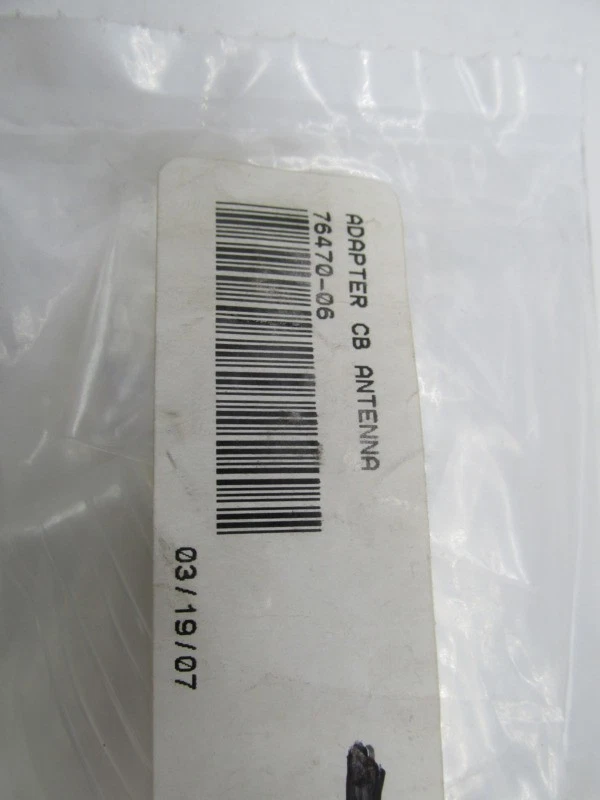 ADAPTER CB ANTENNA
76470-06
03/19/07